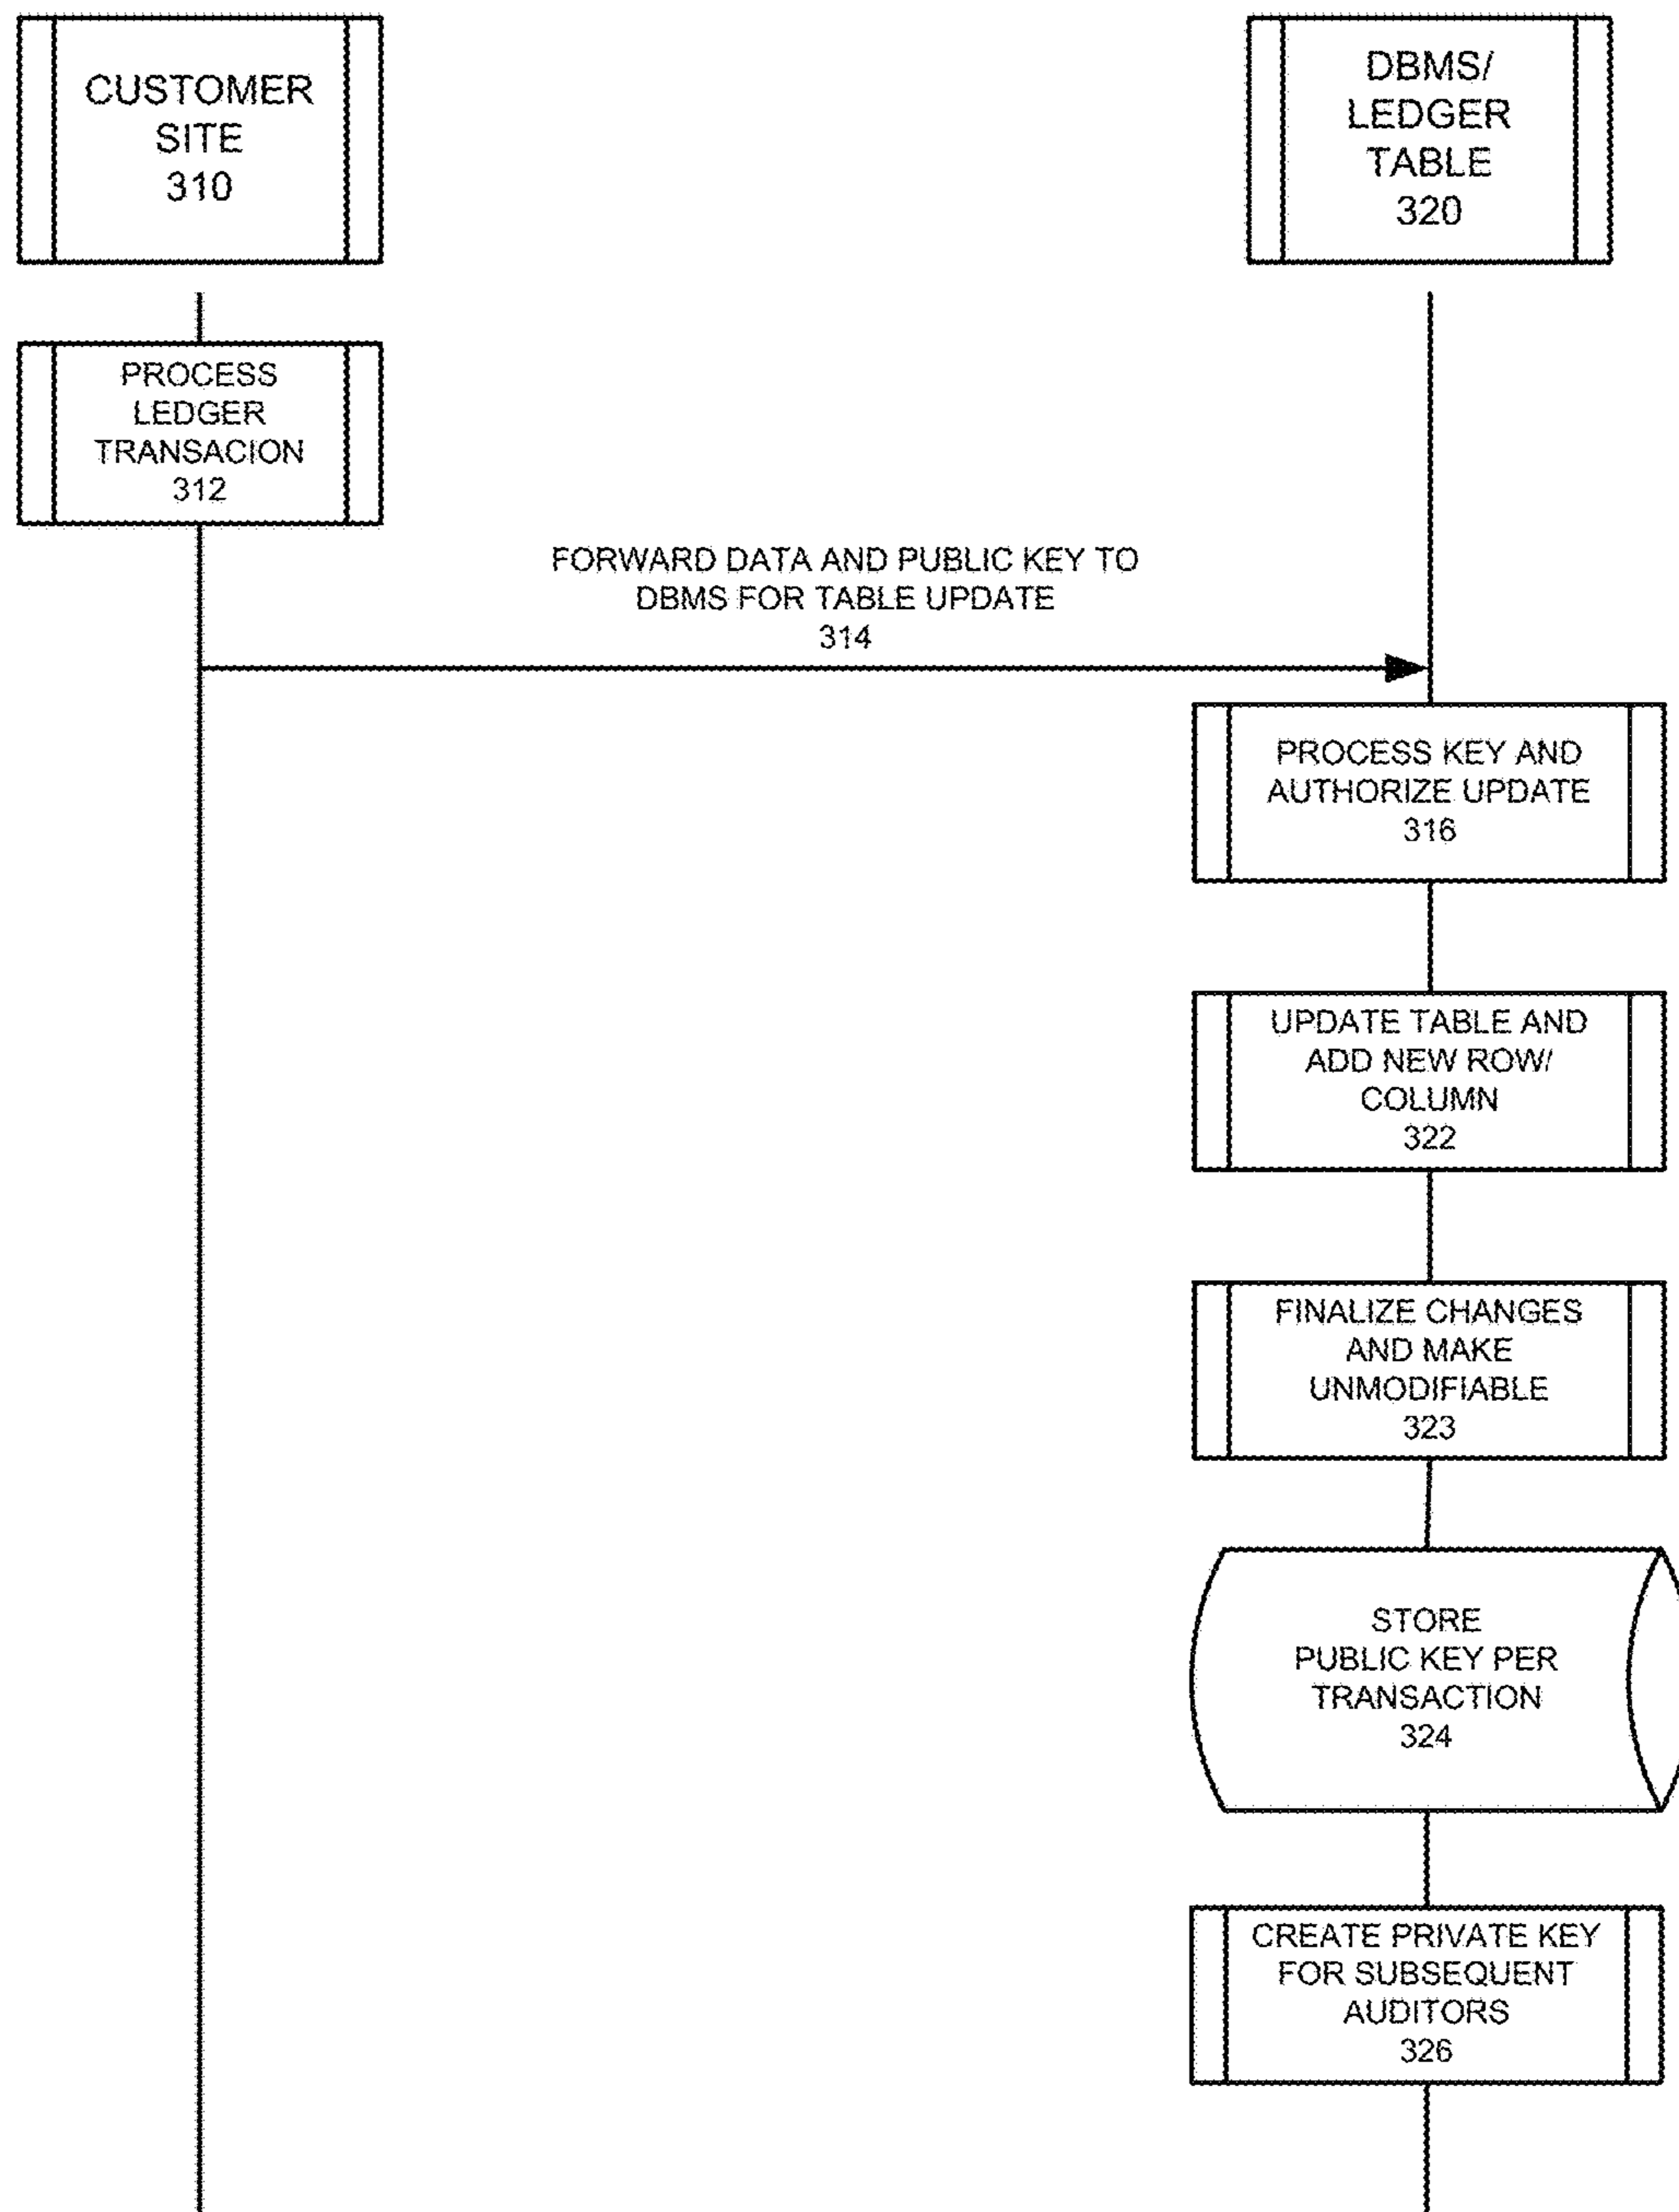 CUSTOMER
SITE
310
DBMS/
LEDGER
TABLE
320
PROCESS
LEDGER
TRANSACION
312
FORWARD DATA AND PUBLIC KEY TO
DBMS FOR TABLE UPDATE
314
PROCESS KEY AND
AUTHORIZE UPDATE
316
UPDATE TABLE AND
ADD NEW ROW/
COLUMN
322
FINALIZE CHANGES
AND MAKE
UNMODIFIABLE
323
STORE
PUBLIC KEY PER
TRANSACTION
324
CREATE PRIVATE KEY
FOR SUBSEQUENT
AUDITORS
326